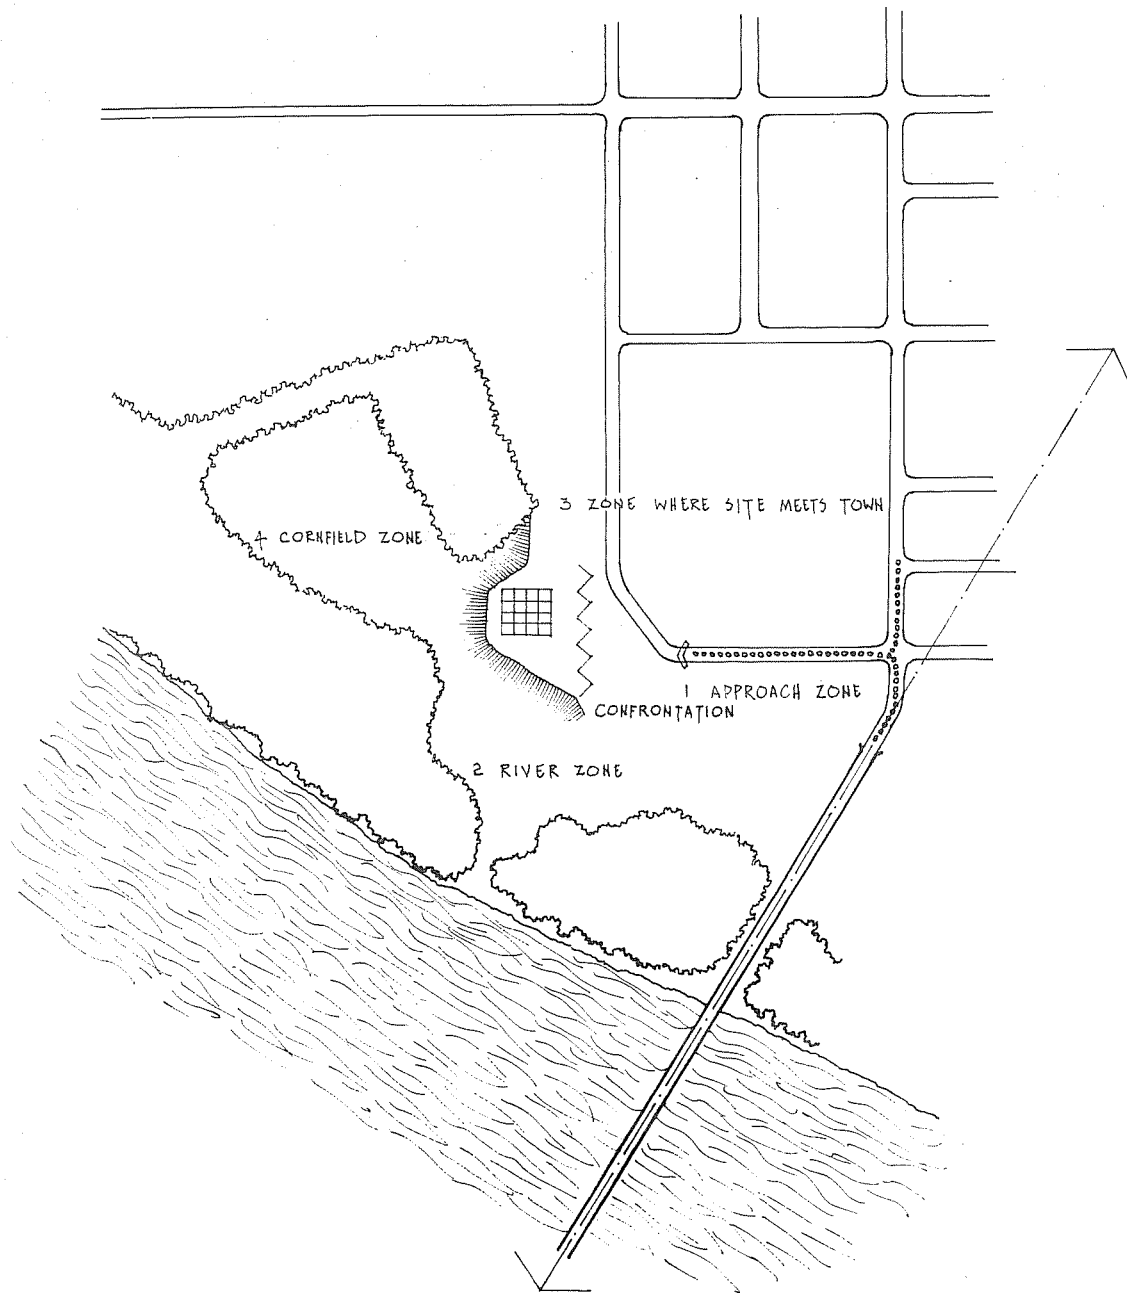 3 ZONE WHERE SITE MEETS TOWN
4 CORNFIELD ZONE
1 APPROACH ZONE
CONFRONTATION
2 RIVER ZONE